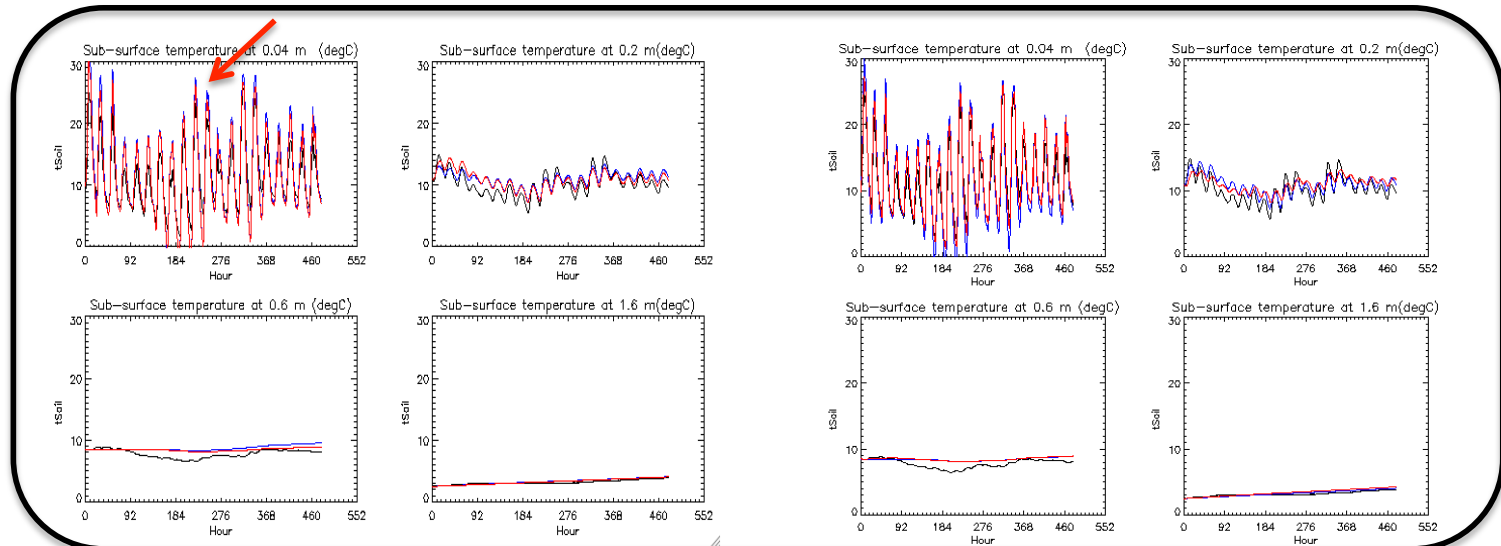 Sub-surface temperature at 0.04 m (degC)
30
20
10
0
tSoil
0 92 184 276 368 460 552
Hour
Sub-surface temperature at 0.2 m(degC)
30
20
10
0
tSoil
0 92 184 276 368 460 552
Hour
Sub-surface temperature at 0.6 m (degC)
30
20
10
0
tSoil
0 92 184 276 368 460 552
Hour
Sub-surface temperature at 1.6 m(degC)
30
20
10
0
tSoil
0 92 184 276 368 460 552
Hour
Sub-surface temperature at 0.04 m (degC)
30
20
10
0
tSoil
0 92 184 276 368 460 552
Hour
Sub-surface temperature at 0.2 m(degC)
30
20
10
0
tSoil
0 92 184 276 368 460 552
Hour
Sub-surface temperature at 0.6 m (degC)
30
20
10
0
tSoil
0 92 184 276 368 460 552
Hour
Sub-surface temperature at 1.6 m(degC)
30
20
10
0
tSoil
0 92 184 276 368 460 552
Hour